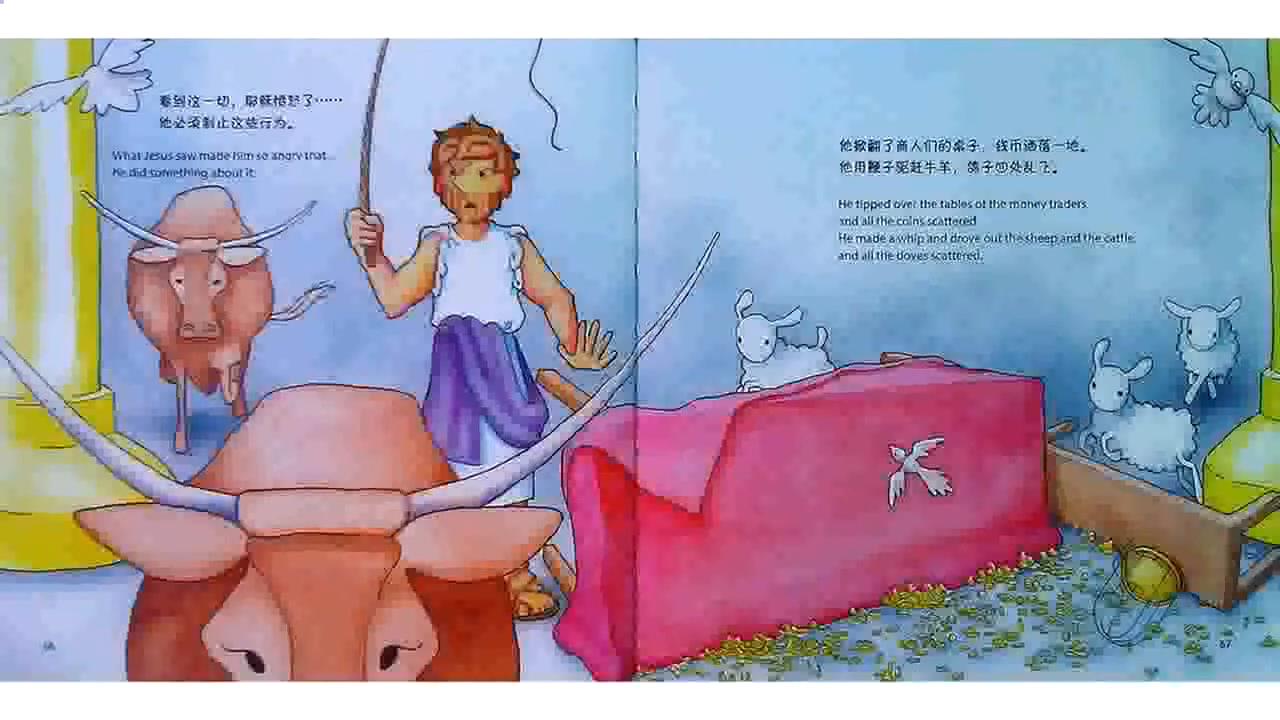 看到这一切，耶稣愤怒了……
他必须制止这些行为。
What Jesus saw made him so angry that...
He did something about it.
他掀翻了商人们的桌子，钱币洒落一地。
他用鞭子驱赶牛羊，鸽子四处乱飞。
He tipped over the tables of the money traders,
and all the coins scattered.
He made a whip and drove out the sheep and the cattle,
and all the doves scattered.
67